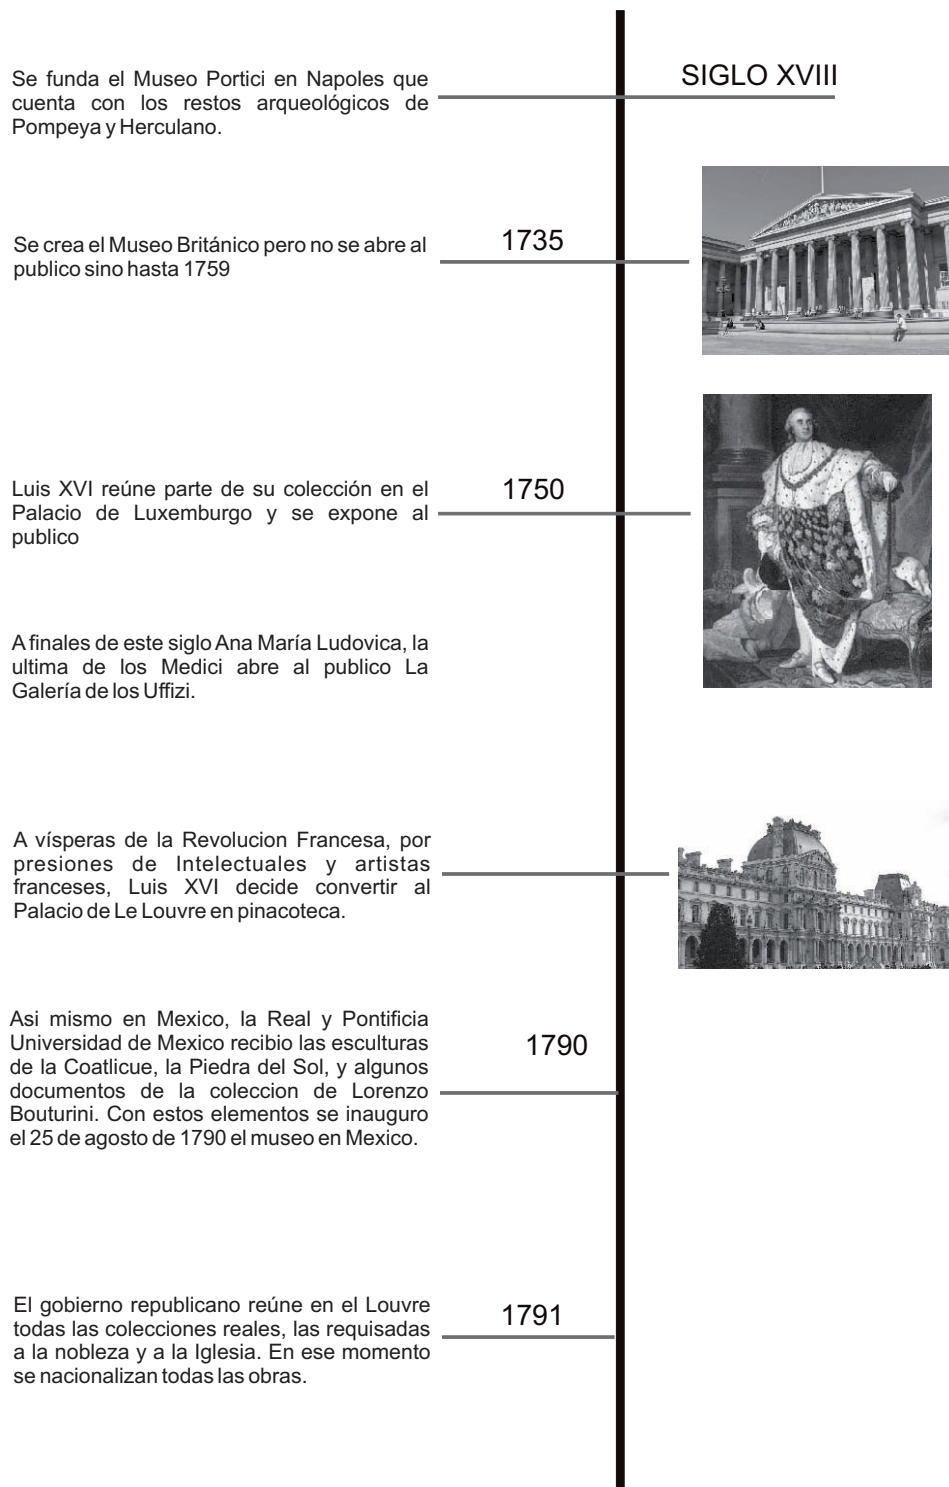 SIGLO XVIII
Se funda el Museo Portici en Napoles que
cuenta con los restos arqueológicos de
Pompeya y Herculano.
1735
Se crea el Museo Británico pero no se abre al
publico sino hasta 1759
1750
Luis XVI reúne parte de su colección en el
Palacio de Luxemburgo y se expone al
publico
A finales de este siglo Ana María Ludovica, la
ultima de los Medici abre al publico La
Galería de los Uffizi.
A vísperas de la Revolucion Francesa, por
presiones de Intelectuales y artistas
franceses, Luis XVI decide convertir al
Palacio de Le Louvre en pinacoteca.
1790
Asi mismo en Mexico, la Real y Pontificia
Universidad de Mexico recibio las esculturas
de la Coatlicue, la Piedra del Sol, y algunos
documentos de la coleccion de Lorenzo
Bouturini. Con estos elementos se inauguro
el 25 de agosto de 1790 el museo en Mexico.
1791
El gobierno republicano reúne en el Louvre
todas las colecciones reales, las requisadas
a la nobleza y a la Iglesia. En ese momento
se nacionalizan todas las obras.